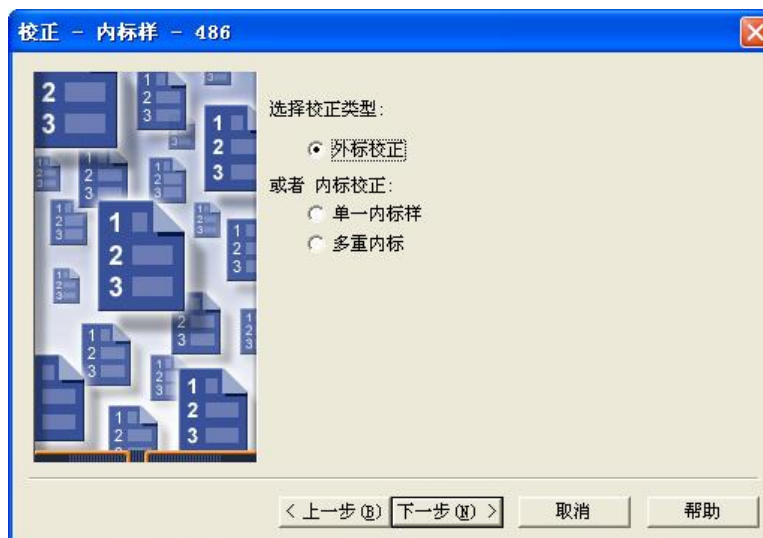 校正 - 内标样 - 486
选择校正类型:
外标校正
或者 内标校正:
单一内标样
多重内标
< 上一步(B)
下一步(N) >
取消
帮助